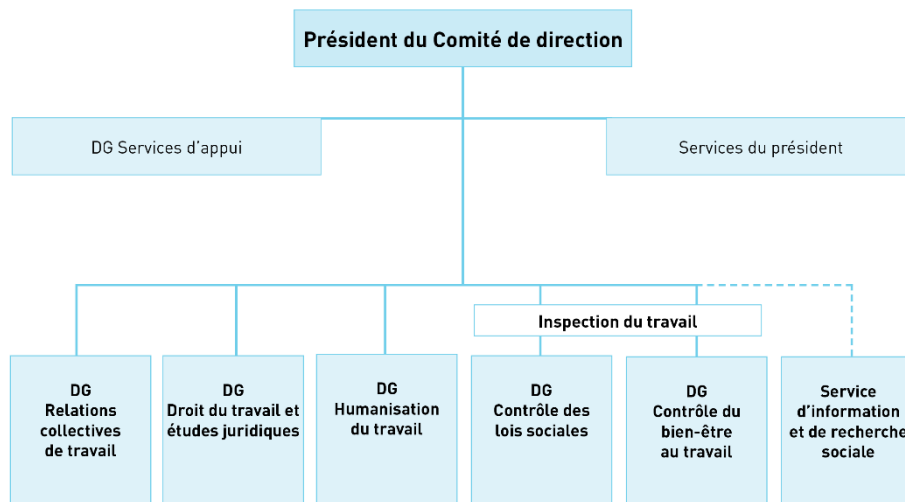 Président du Comité de direction
DG Services d'appui
Services du président
Inspection du travail
DG
Relations
collectives
de travail
DG
Droit du travail et
études juridiques
DG
Humanisation
du travail
DG
Contrôle des
lois sociales
DG
Contrôle du
bien-être
au travail
Service
d'information
et de recherche
sociale